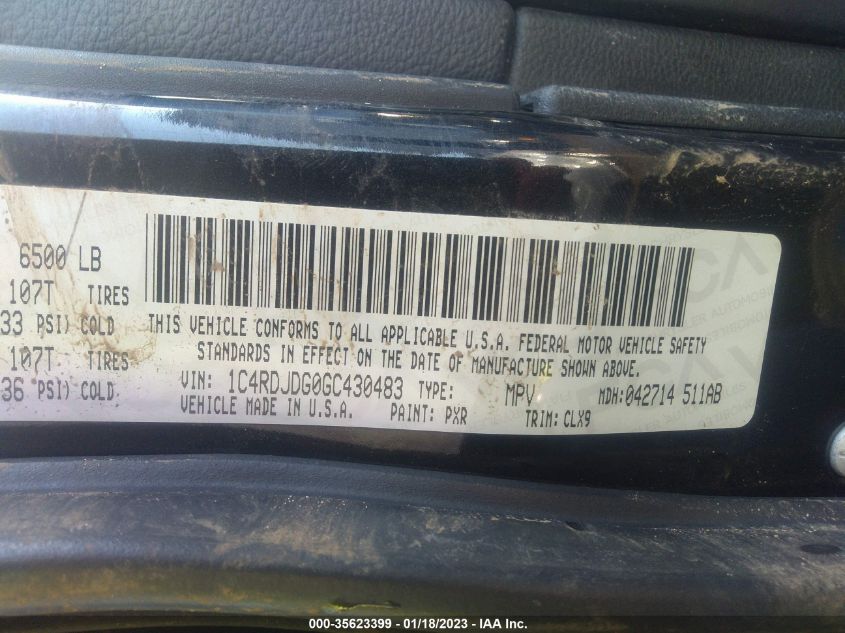 6500 LB
107T TIRES
33 PSI) COLD
107T TIRES
36 PSI) COLD
THIS VEHICLE CONFORMS TO ALL APPLICABLE U.S.A. FEDERAL MOTOR VEHICLE SAFETY
STANDARDS IN EFFECT ON THE DATE OF MANUFACTURE SHOWN ABOVE.
VIN: 1C4RDJDG0GC430483 TYPE: MPV MDH:042714 511AB
VEHICLE MADE IN U.S.A. PAINT: PXR TRIM: CLX9
000-35623399 - 01/18/2023 - IAA Inc.